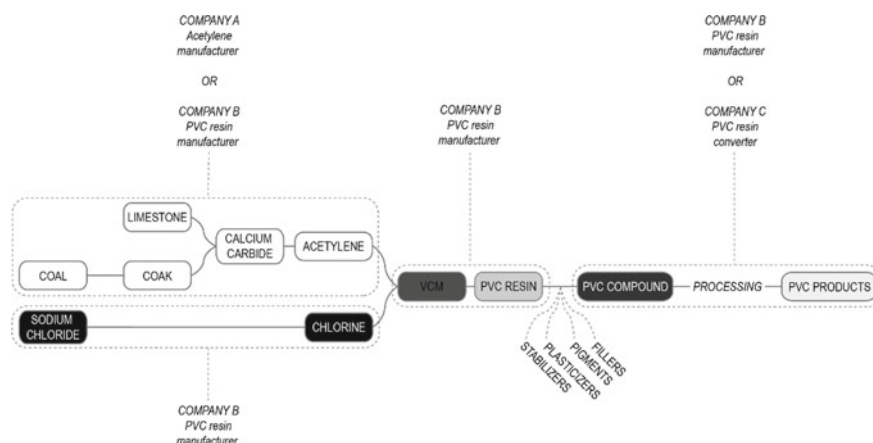 COMPANY A
Acetylene
manufacturer
OR
COMPANY B
PVC resin
manufacturer
COMPANY B
PVC resin
manufacturer
COMPANY B
PVC resin
manufacturer
OR
COMPANY C
PVC resin
converter
LIMESTONE
CALCIUM
CARBIDE
ACETYLENE
COAL
COAK
VCM
PVC RESIN
PVC COMPOUND
PROCESSING
PVC PRODUCTS
SODIUM
CHLORIDE
CHLORINE
STABILIZERS
PLASTICIZERS
PIGMENTS
FILLERS
COMPANY B
PVC resin
manufacturer